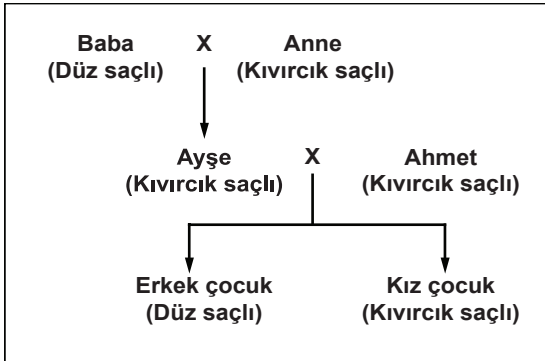 Baba X Anne
(Düz saçlı) (Kıvırcık saçlı)
Ayşe X Ahmet
(Kıvırcık saçlı) (Kıvırcık saçlı)
Erkek çocuk Kız çocuk
(Düz saçlı) (Kıvırcık saçlı)